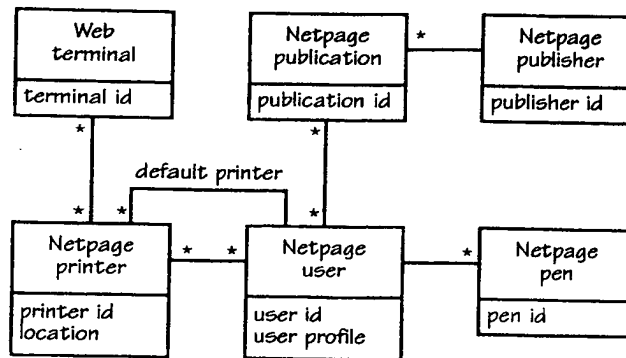 Web
terminal
terminal id
*
Netpage
publication
publication id
*
*
Netpage
publisher
publisher id
default printer
*
*
Netpage
printer
printer id
location
*
*
*
Netpage
user
user id
user profile
*
Netpage
pen
pen id